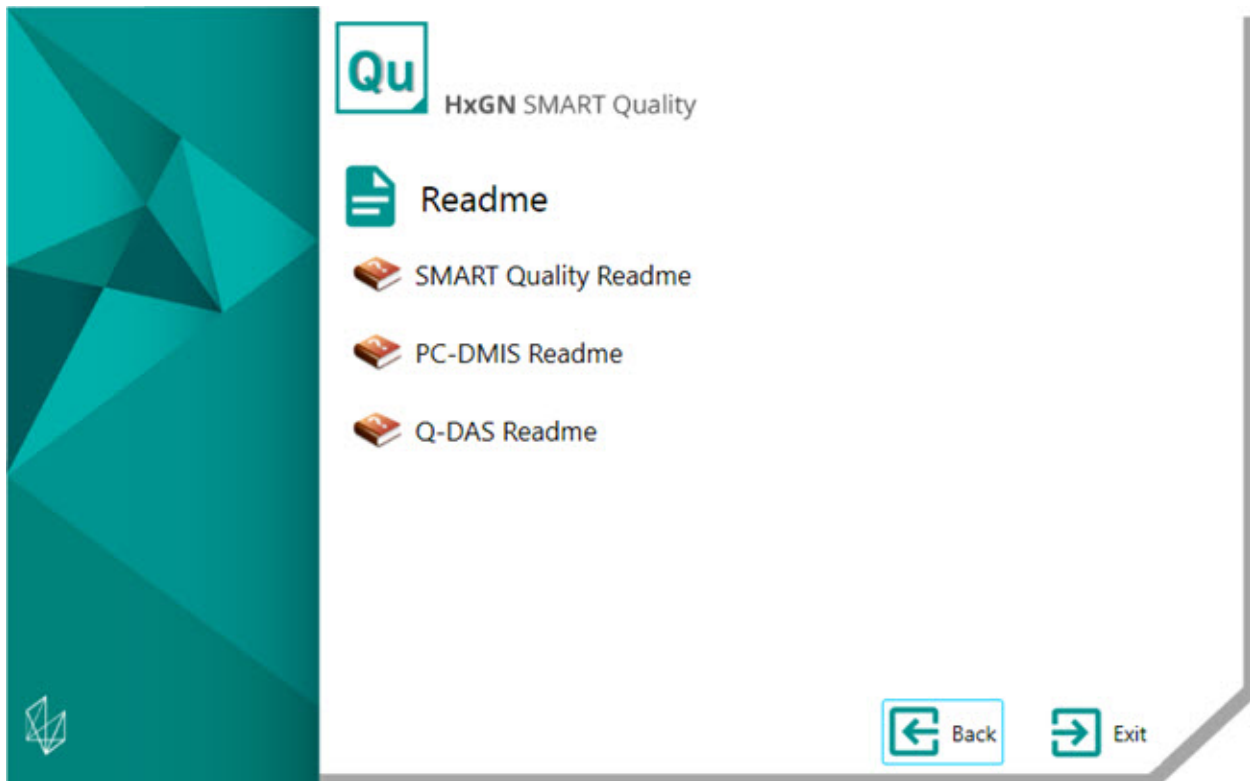 Qu
HxGN SMART Quality
Readme
SMART Quality Readme
PC-DMIS Readme
Q-DAS Readme
Back
Exit